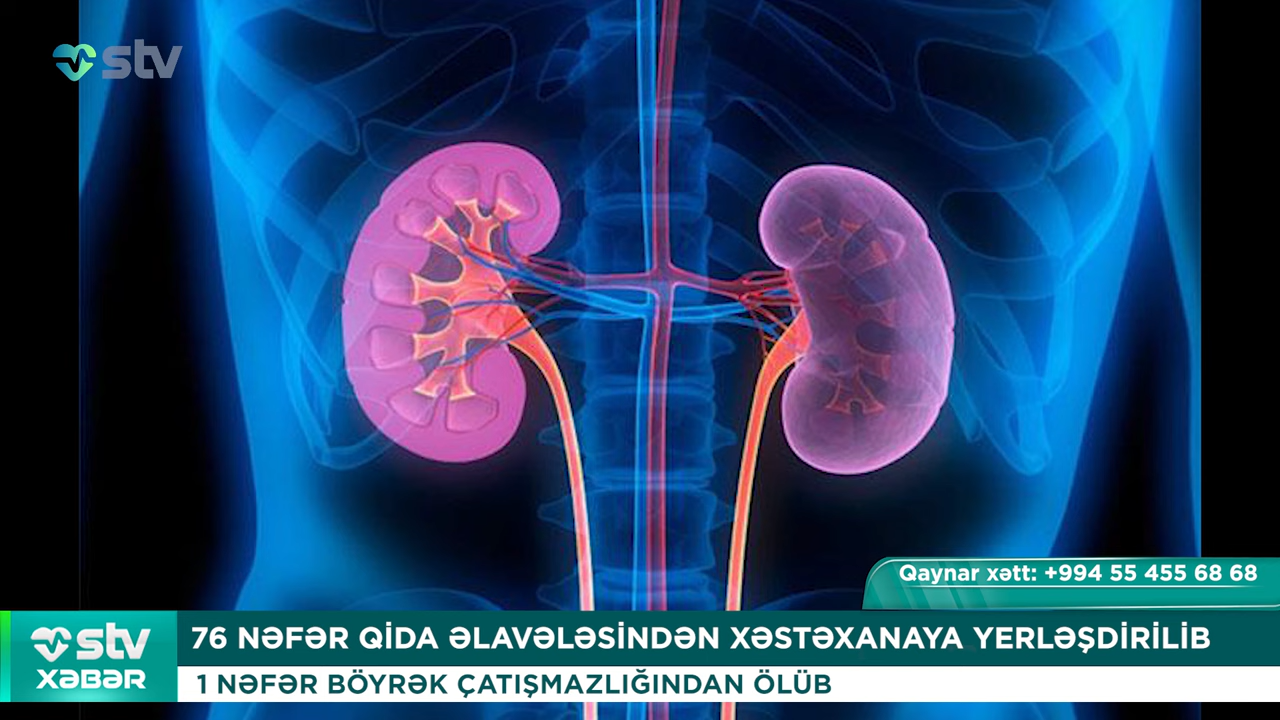 stv
Qaynar xətt: +994 55 455 68 68
stv
XƏBƏR
76 NƏFƏR QİDA ƏLAVƏLƏSİNDƏN XƏSTƏXANAYA YERLƏŞDİRİLİB
1 NƏFƏR BÖYRƏK ÇATIŞMAZLIĞINDAN ÖLÜB